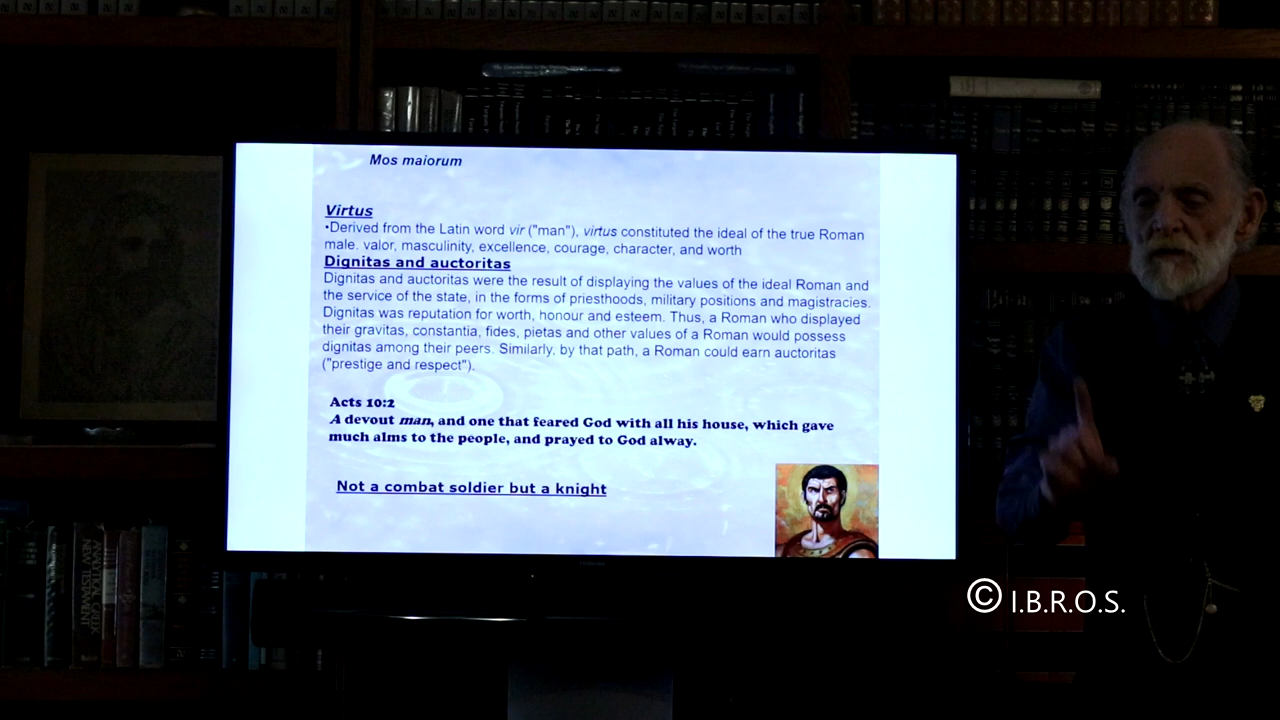 Mos maiorum
Virtus
•Derived from the Latin word vir ("man"), virtus constituted the ideal of the true Roman
male. valor, masculinity, excellence, courage, character, and worth
Dignitas and auctoritas
Dignitas and auctoritas were the result of displaying the values of the ideal Roman and
the service of the state, in the forms of priesthoods, military positions and magistracies.
Dignitas was reputation for worth, honour and esteem. Thus, a Roman who displayed
their gravitas, constantia, fides, pietas and other values of a Roman would possess
dignitas among their peers. Similarly, by that path, a Roman could earn auctoritas
("prestige and respect").
Acts 10:2
A devout man, and one that feared God with all his house, which gave
much alms to the people, and prayed to God alway.
Not a combat soldier but a knight
ANALYTICAL GREEK
NEW TESTAMENT
© I.B.R.O.S.